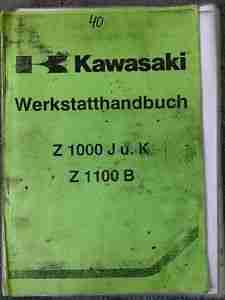 40
Kawasaki
Werkstatthandbuch
Z 1000 J u. K
Z 1100 B